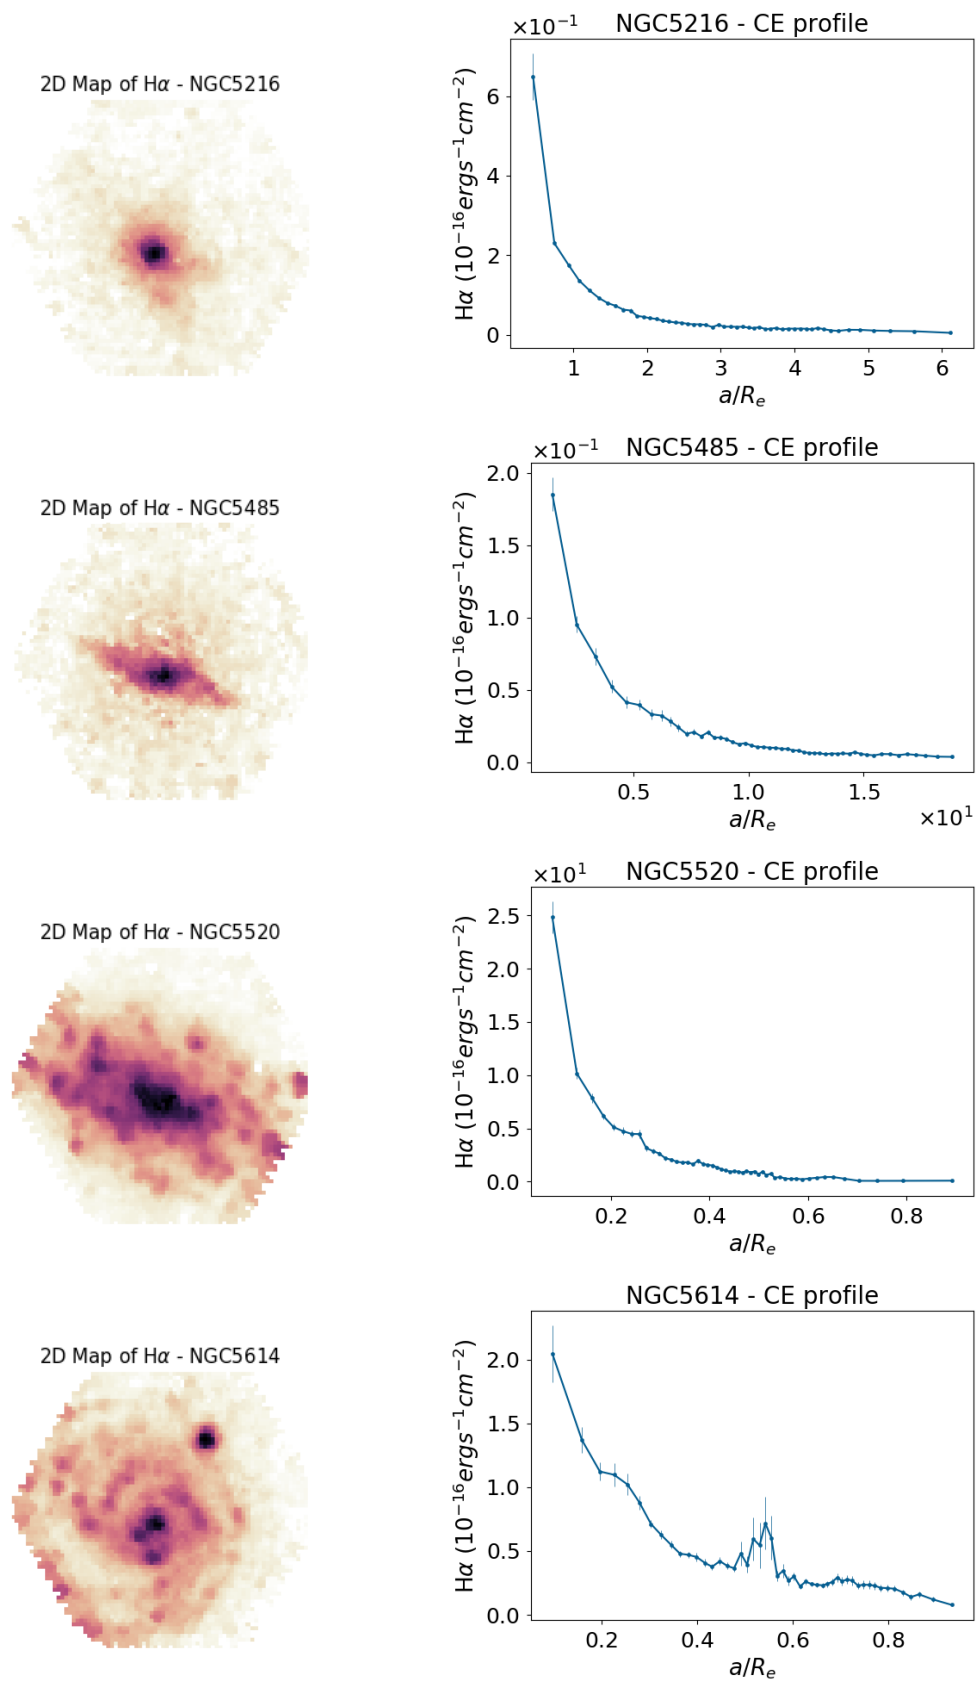 2D Map of Hα - NGC5216
×10⁻¹ NGC5216 - CE profile
Hα (10⁻¹⁶ergs⁻¹cm⁻²)
6
4
2
0
1 2 3 4 5 6
a/Rₑ
2D Map of Hα - NGC5485
×10⁻¹ NGC5485 - CE profile
Hα (10⁻¹⁶ergs⁻¹cm⁻²)
2.0
1.5
1.0
0.5
0.0
0.5 1.0 1.5
a/Rₑ
×10¹
2D Map of Hα - NGC5520
×10¹ NGC5520 - CE profile
Hα (10⁻¹⁶ergs⁻¹cm⁻²)
2.5
2.0
1.5
1.0
0.5
0.0
0.2 0.4 0.6 0.8
a/Rₑ
2D Map of Hα - NGC5614
NGC5614 - CE profile
Hα (10⁻¹⁶ergs⁻¹cm⁻²)
2.0
1.5
1.0
0.5
0.0
0.2 0.4 0.6 0.8
a/Rₑ